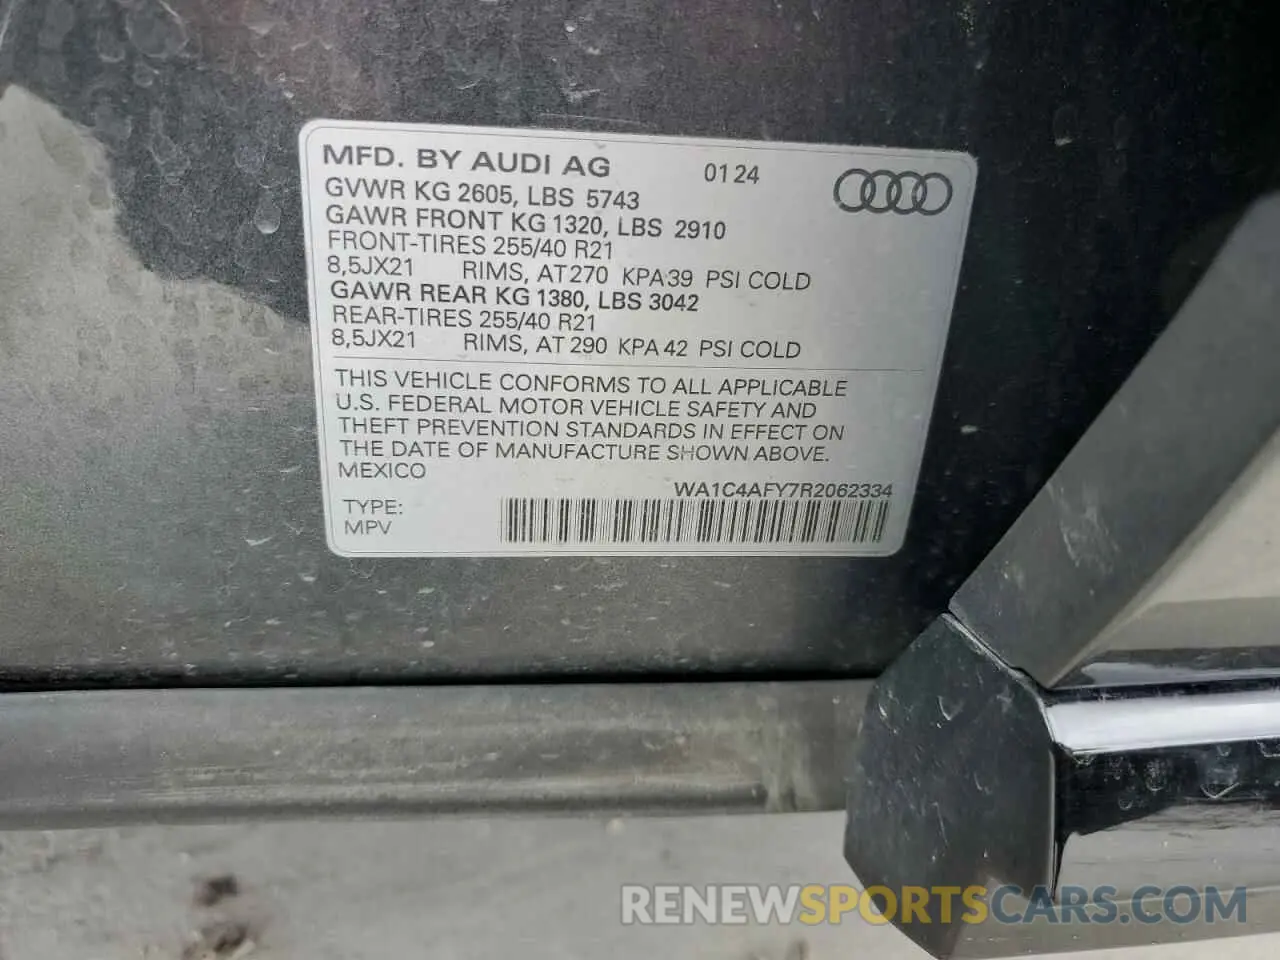 MFD. BY AUDI AG 01 24
GVWR KG 2605, LBS 5743
GAWR FRONT KG 1320, LBS 2910
FRONT-TIRES 255/40 R21
8,5JX21 RIMS, AT 270 KPA 39 PSI COLD
GAWR REAR KG 1380, LBS 3042
REAR-TIRES 255/40 R21
8,5JX21 RIMS, AT 290 KPA 42 PSI COLD
THIS VEHICLE CONFORMS TO ALL APPLICABLE
U.S. FEDERAL MOTOR VEHICLE SAFETY AND
THEFT PREVENTION STANDARDS IN EFFECT ON
THE DATE OF MANUFACTURE SHOWN ABOVE.
MEXICO
WA1C4AFY7R2062334
TYPE:
MPV
RENEWSPORTSCARS.COM